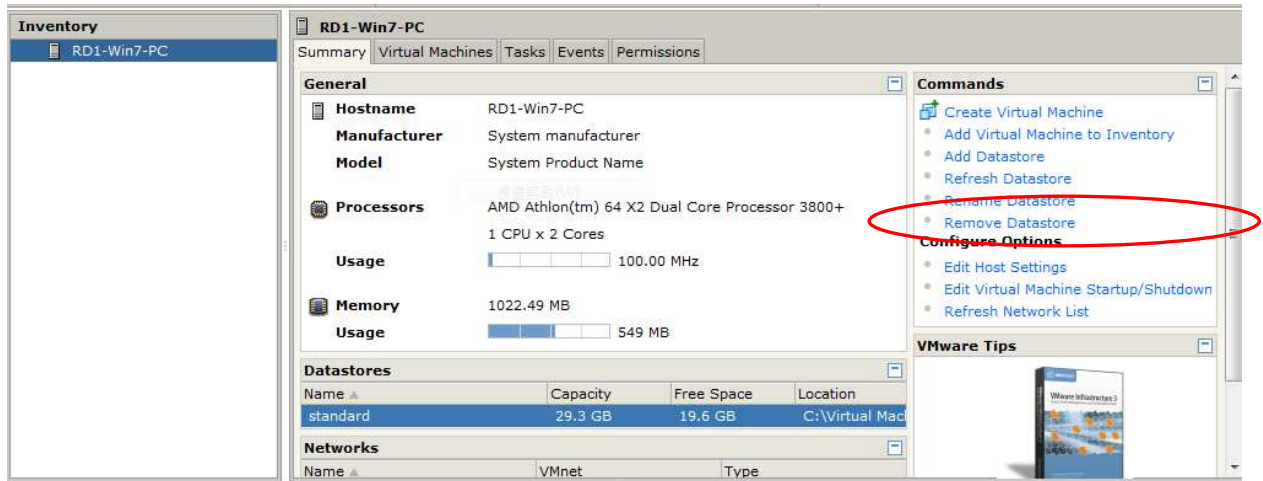 Inventory
RD1-Win7-PC
RD1-Win7-PC
Summary Virtual Machines Tasks Events Permissions
General
Hostname RD1-Win7-PC
Manufacturer System manufacturer
Model System Product Name
Processors AMD Athlon(tm) 64 X2 Dual Core Processor 3800+
1 CPU x 2 Cores
Usage 100.00 MHz
Memory 1022.49 MB
Usage 549 MB
Datastores
Name Capacity Free Space Location
standard 29.3 GB 19.6 GB C:\Virtual Mac
Networks
Name VMnet Type
Commands
Create Virtual Machine
Add Virtual Machine to Inventory
Add Datastore
Refresh Datastore
Rename Datastore
Remove Datastore
Configure Options
Edit Host Settings
Edit Virtual Machine Startup/Shutdown
Refresh Network List
VMware Tips
VMware Infrastructure 3